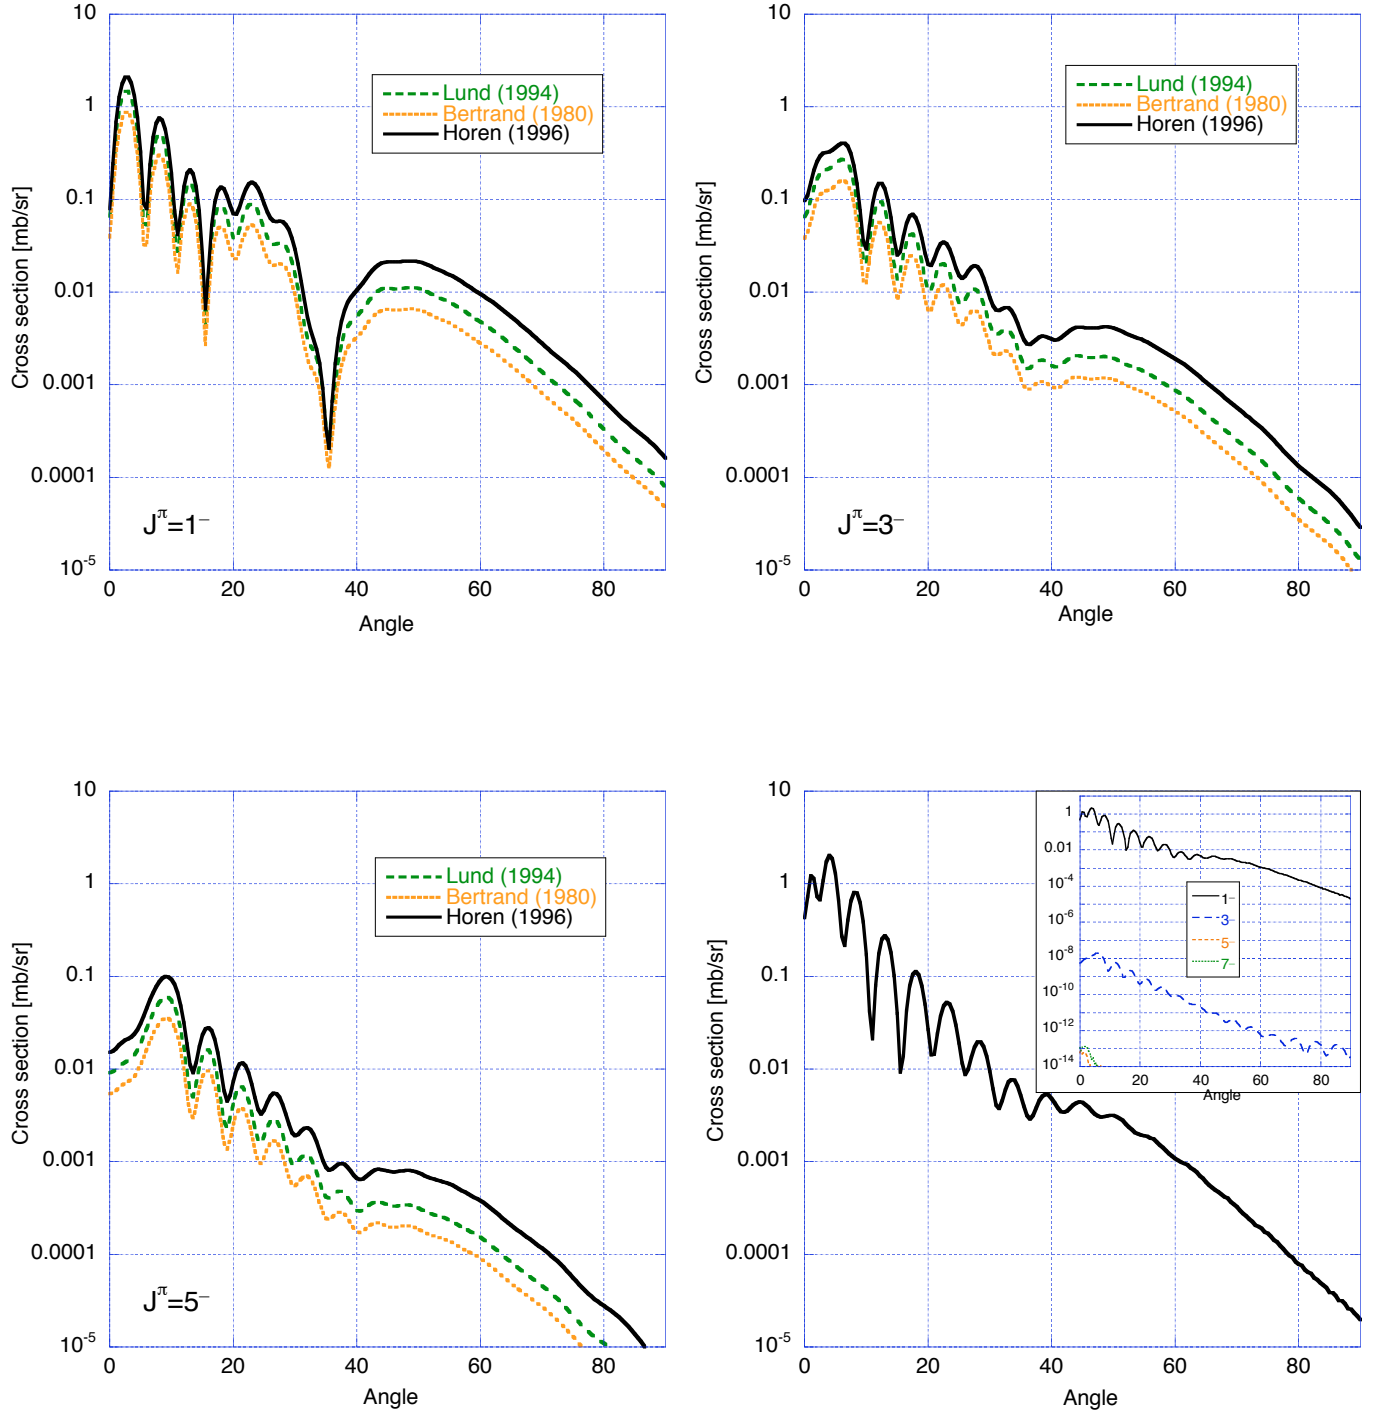 10
1
0.1
0.01
0.001
0.0001
10-5
Cross section [mb/sr]
Lund (1994)
Bertrand (1980)
Horen (1996)
Jπ=1–
0 20 40 60 80
Angle
10
1
0.1
0.01
0.001
0.0001
10-5
Cross section [mb/sr]
Lund (1994)
Bertrand (1980)
Horen (1996)
Jπ=3–
0 20 40 60 80
Angle
10
1
0.1
0.01
0.001
0.0001
10-5
Cross section [mb/sr]
Lund (1994)
Bertrand (1980)
Horen (1996)
Jπ=5–
0 20 40 60 80
Angle
10
1
0.1
0.01
0.001
0.0001
10-5
Cross section [mb/sr]
0 20 40 60 80
Angle
1
0.01
10-4
10-6
10-8
10-10
10-12
10-14
1–
3–
5–
7–
0 20 40 60 80
Angle